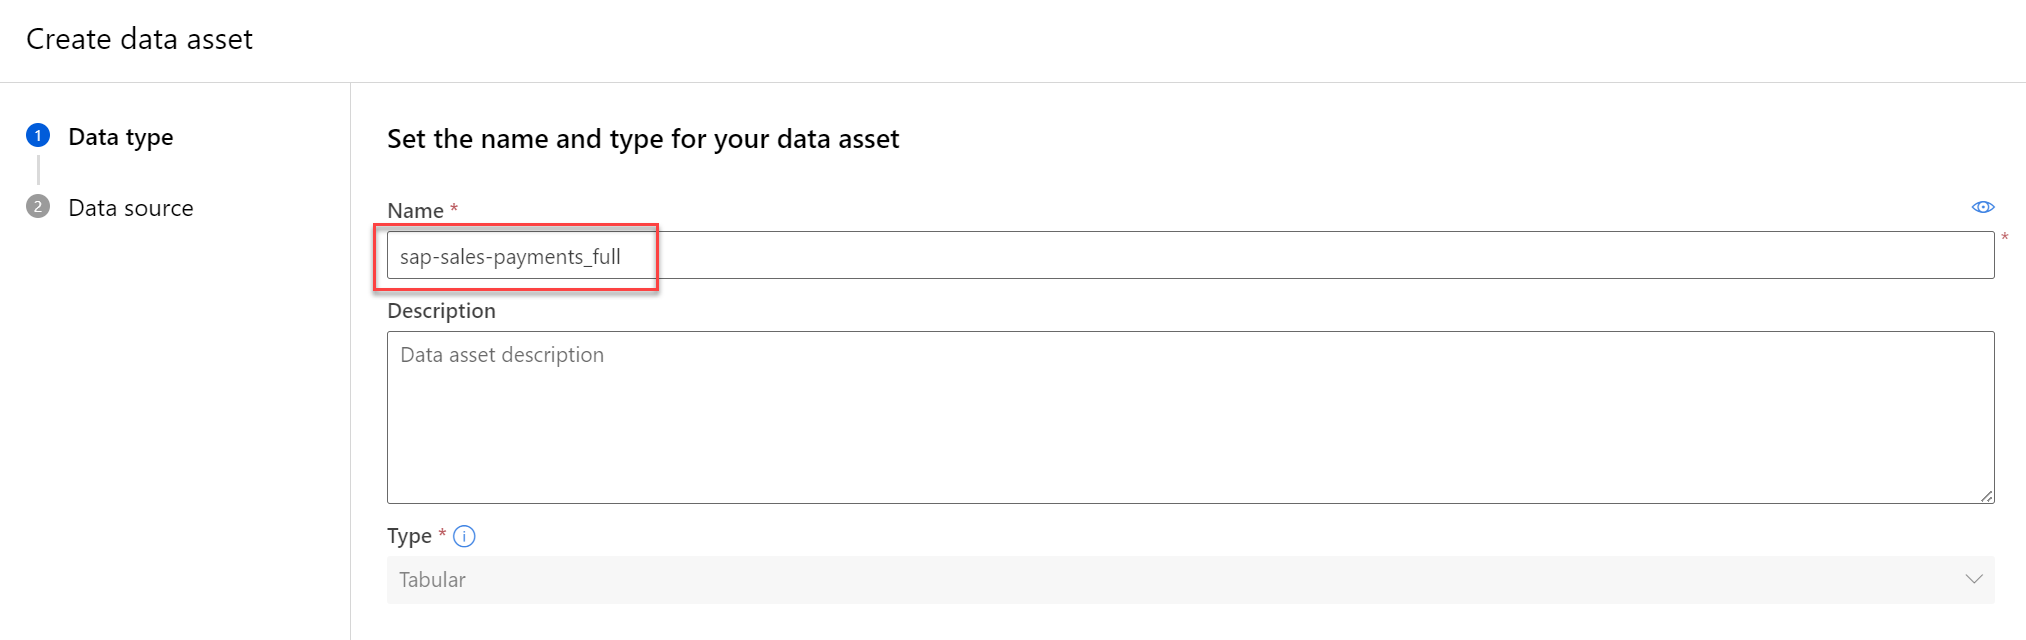 Create data asset
1 Data type
2 Data source
Set the name and type for your data asset
Name *
sap-sales-payments_full
*
Description
Data asset description
Type * i
Tabular